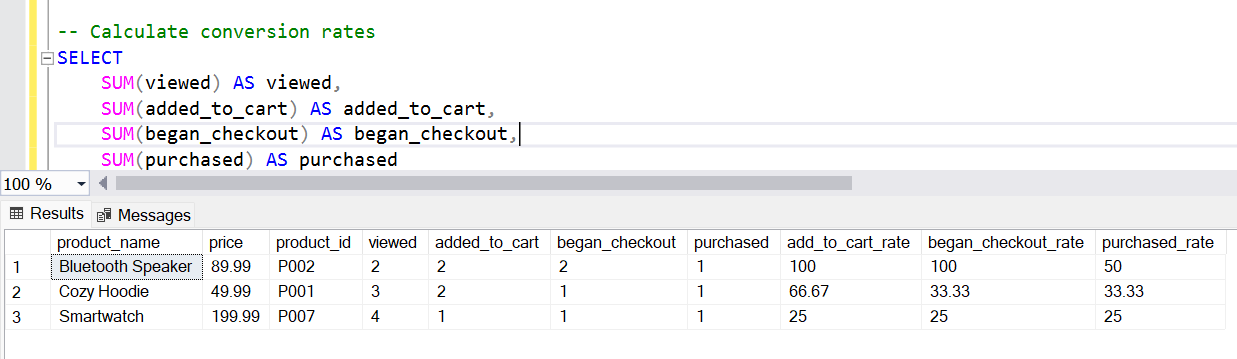 -- Calculate conversion rates
SELECT
SUM(viewed) AS viewed,
SUM(added_to_cart) AS added_to_cart,
SUM(began_checkout) AS began_checkout,
SUM(purchased) AS purchased
100 %
Results Messages
product_name price product_id viewed added_to_cart began_checkout purchased add_to_cart_rate began_checkout_rate purchased_rate
1 Bluetooth Speaker 89.99 P002 2 2 2 1 100 100 50
2 Cozy Hoodie 49.99 P001 3 2 1 1 66.67 33.33 33.33
3 Smartwatch 199.99 P007 4 1 1 1 25 25 25